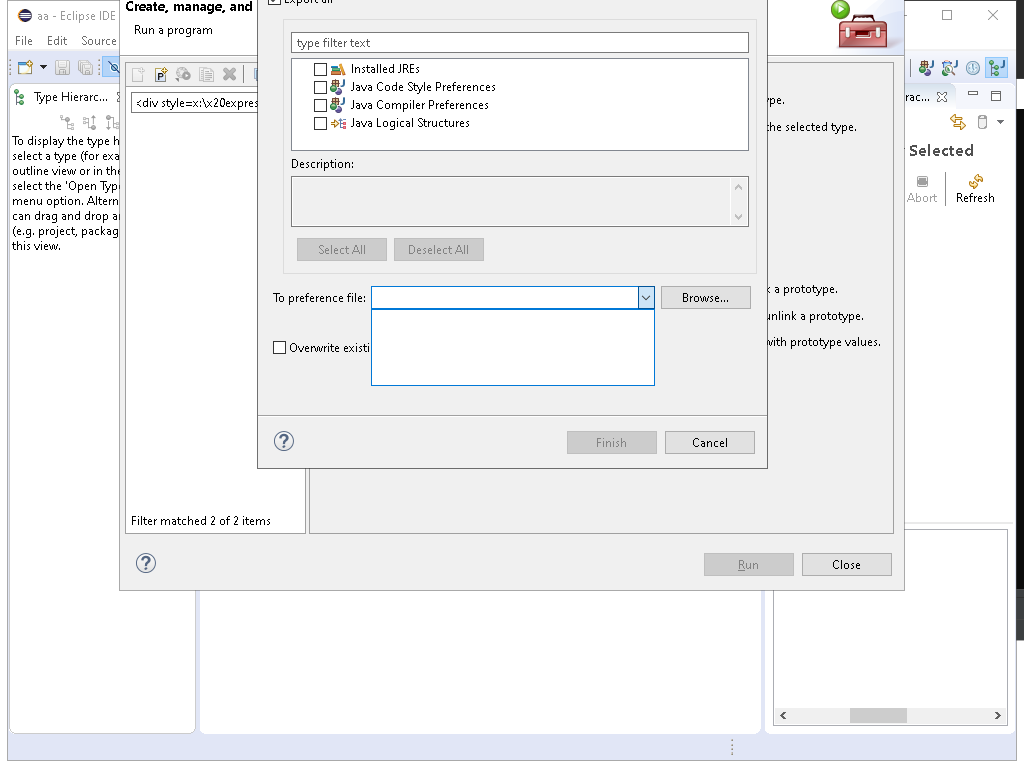 aa - Eclipse IDE
File Edit Source
Type Hierarc...
To display the type h
select a type (for exa
outline view or in the
select the 'Open Type
menu option. Altern
can drag and drop a
(e.g. project, packag
this view.
Create, manage, and
Run a program
<div style=x:\x20expres
Filter matched 2 of 2 items
Export all
type filter text
Installed JREs
Java Code Style Preferences
Java Compiler Preferences
Java Logical Structures
Description:
Select All Deselect All
To preference file: Browse...
Overwrite existi
Finish Cancel
ype.
the selected type.
k a prototype.
unlink a prototype.
with prototype values.
Run Close
rarc...
Selected
Abort Refresh